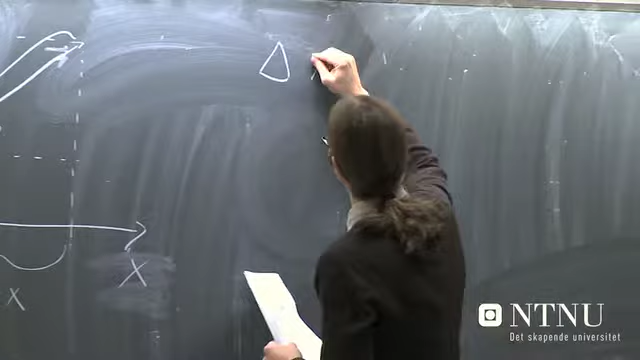 Δ
X
X
NTNU
Det skapende universitet